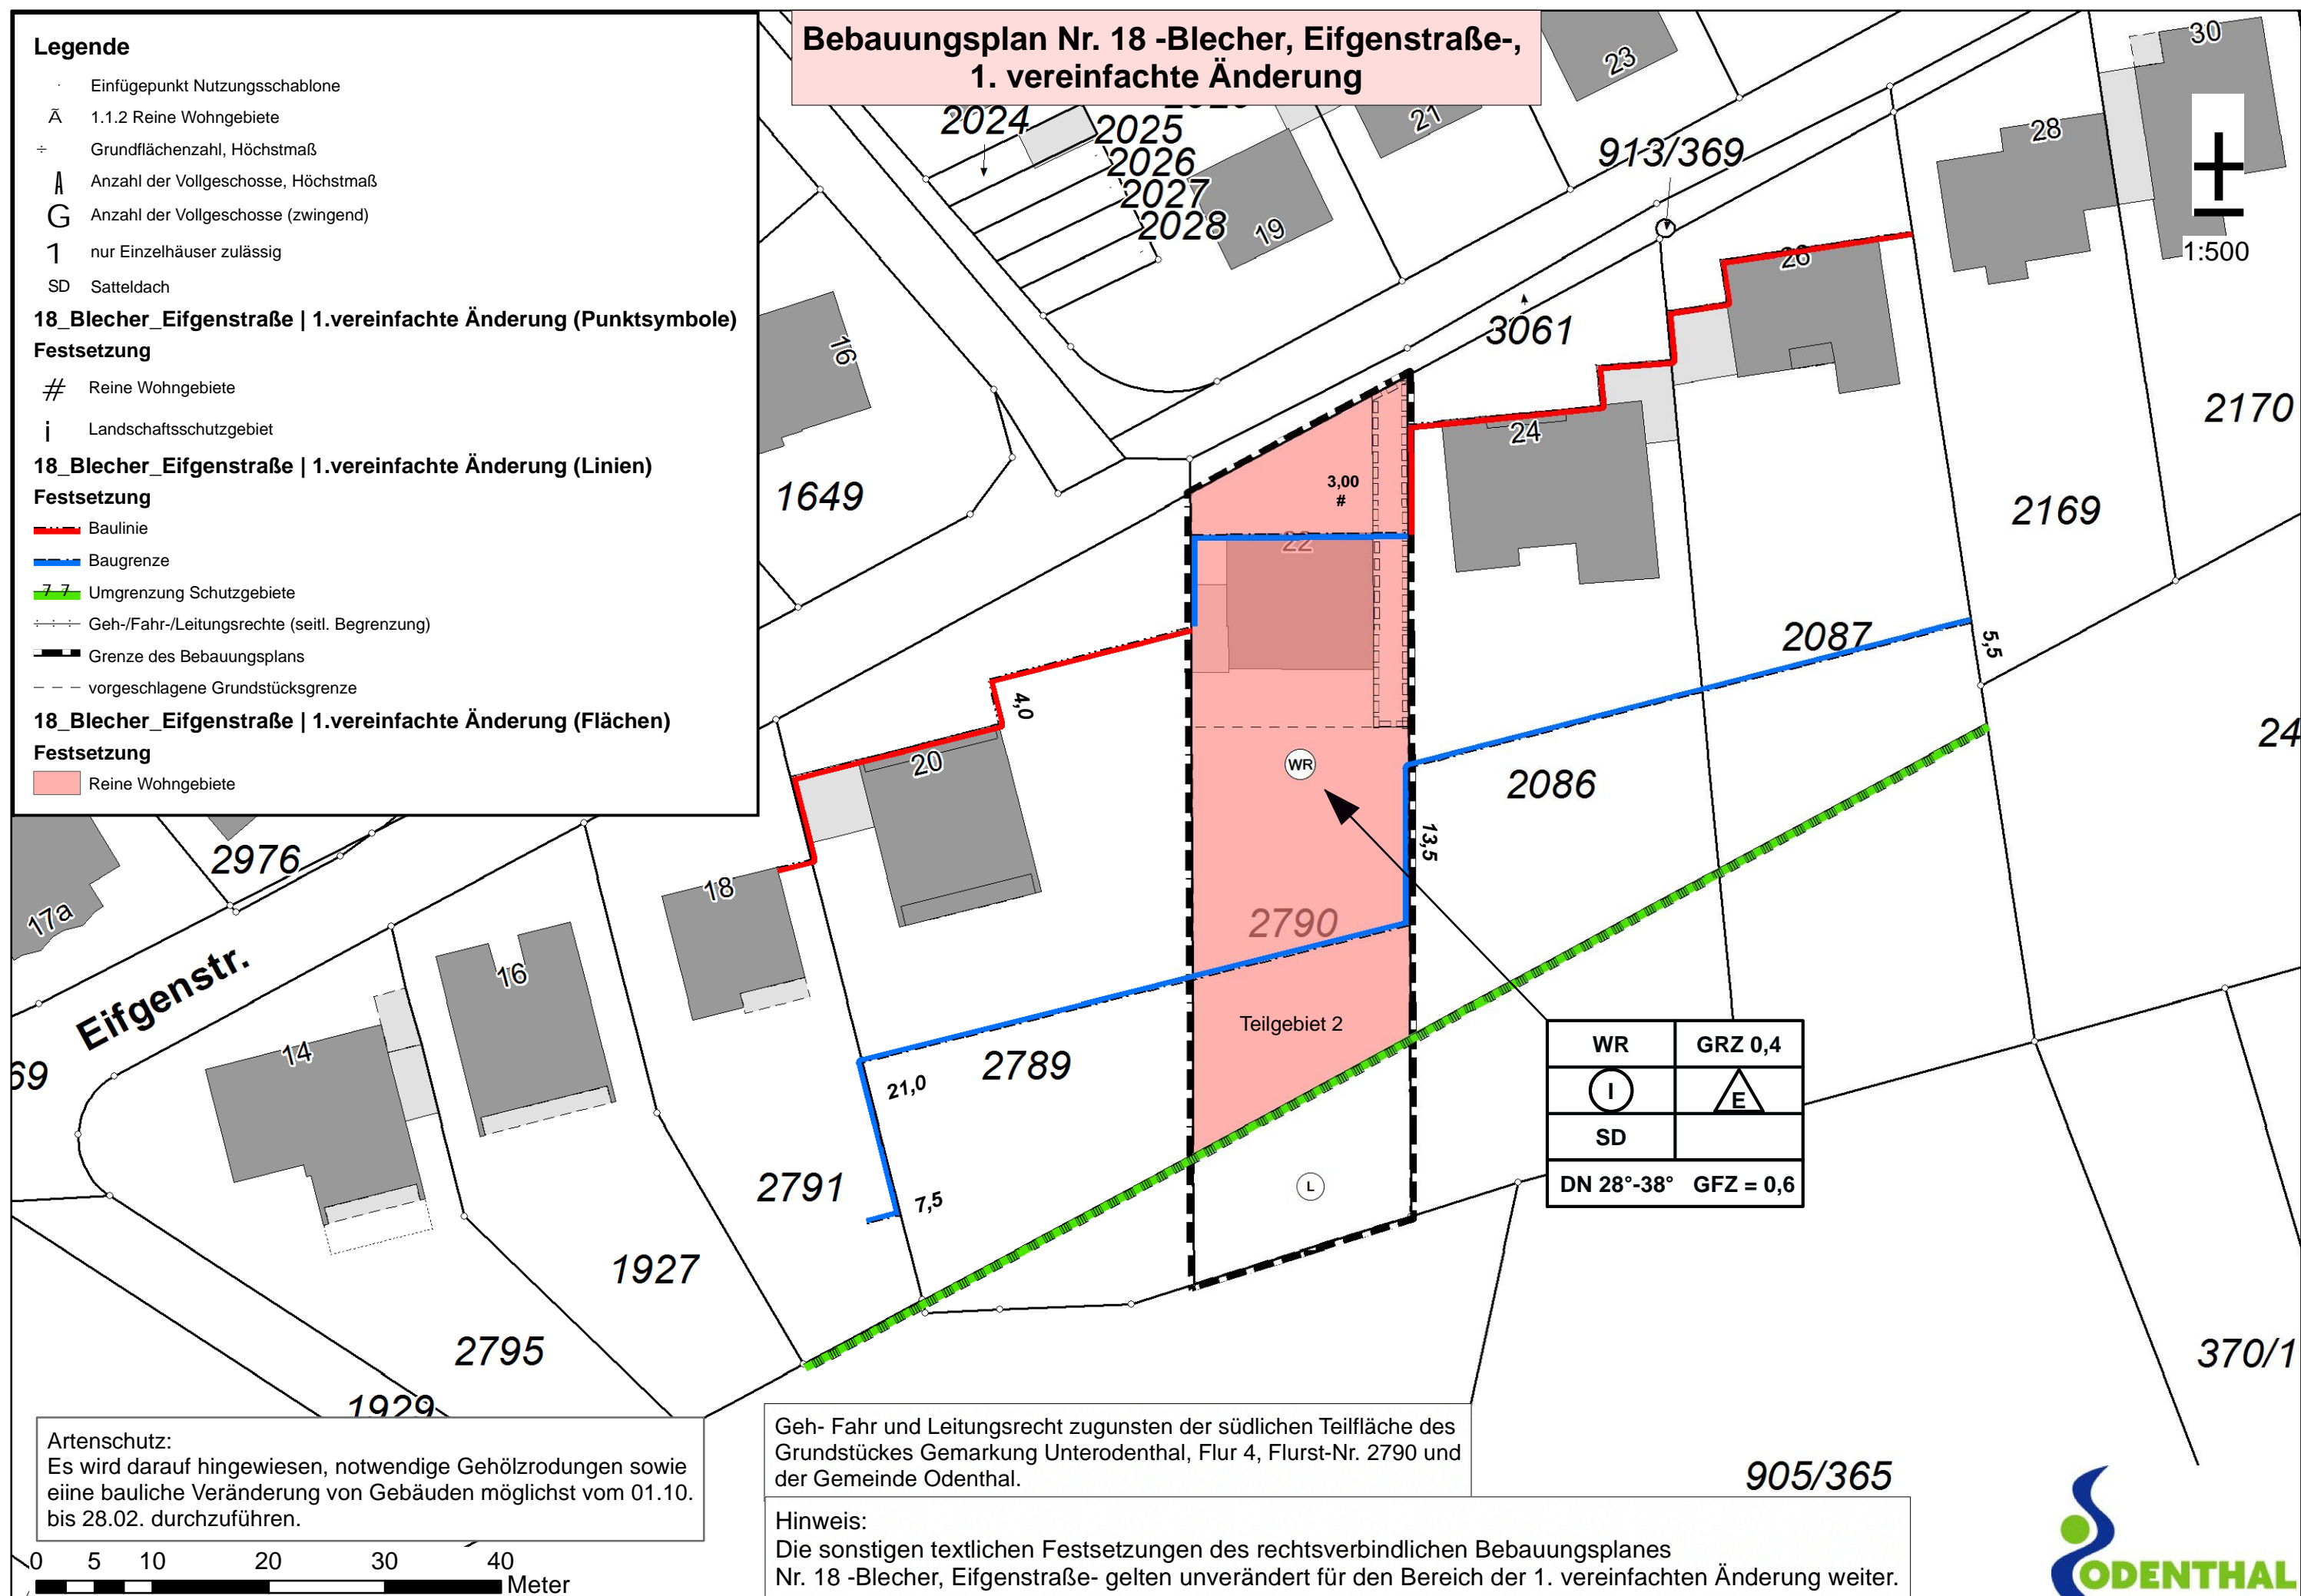 Bebauungsplan Nr. 18 -Blecher, Eifgenstraße-,
1. vereinfachte Änderung
Legende
Einfügepunkt Nutzungsschablone
Ã 1.1.2 Reine Wohngebiete
÷ Grundflächenzahl, Höchstmaß
A Anzahl der Vollgeschosse, Höchstmaß
G Anzahl der Vollgeschosse (zwingend)
1 nur Einzelhäuser zulässig
SD Satteldach
18_Blecher_Eifgenstraße | 1.vereinfachte Änderung (Punktsymbole)
Festsetzung
# Reine Wohngebiete
i Landschaftsschutzgebiet
18_Blecher_Eifgenstraße | 1.vereinfachte Änderung (Linien)
Festsetzung
Baulinie
Baugrenze
7 7 Umgrenzung Schutzgebiete
Geh-/Fahr-/Leitungsrechte (seitl. Begrenzung)
Grenze des Bebauungsplans
vorgeschlagene Grundstücksgrenze
18_Blecher_Eifgenstraße | 1.vereinfachte Änderung (Flächen)
Festsetzung
Reine Wohngebiete
23
30
2024
2025
21
28
2026
913/369
2027
2028
19
1:500
26
3061
16
2170
24
1649
3,00
#
2169
22
2087
5,5
4,0
24
20
WR
2086
13,5
2976
18
17a
2790
16
Eifgenstr.
Teilgebiet 2
14
69
2789
21,0
WR GRZ 0,4
I E
SD
DN 28°-38° GFZ = 0,6
2791
7,5
L
1927
2795
370/1
1929
Artenschutz:
Es wird darauf hingewiesen, notwendige Gehölzrodungen sowie
eiine bauliche Veränderung von Gebäuden möglichst vom 01.10.
bis 28.02. durchzuführen.
Geh- Fahr und Leitungsrecht zugunsten der südlichen Teilfläche des
Grundstückes Gemarkung Unterodenthal, Flur 4, Flurst-Nr. 2790 und
der Gemeinde Odenthal.
905/365
Hinweis:
Die sonstigen textlichen Festsetzungen des rechtsverbindlichen Bebauungsplanes
Nr. 18 -Blecher, Eifgenstraße- gelten unverändert für den Bereich der 1. vereinfachten Änderung weiter.
0 5 10 20 30 40
Meter
ODENTHAL